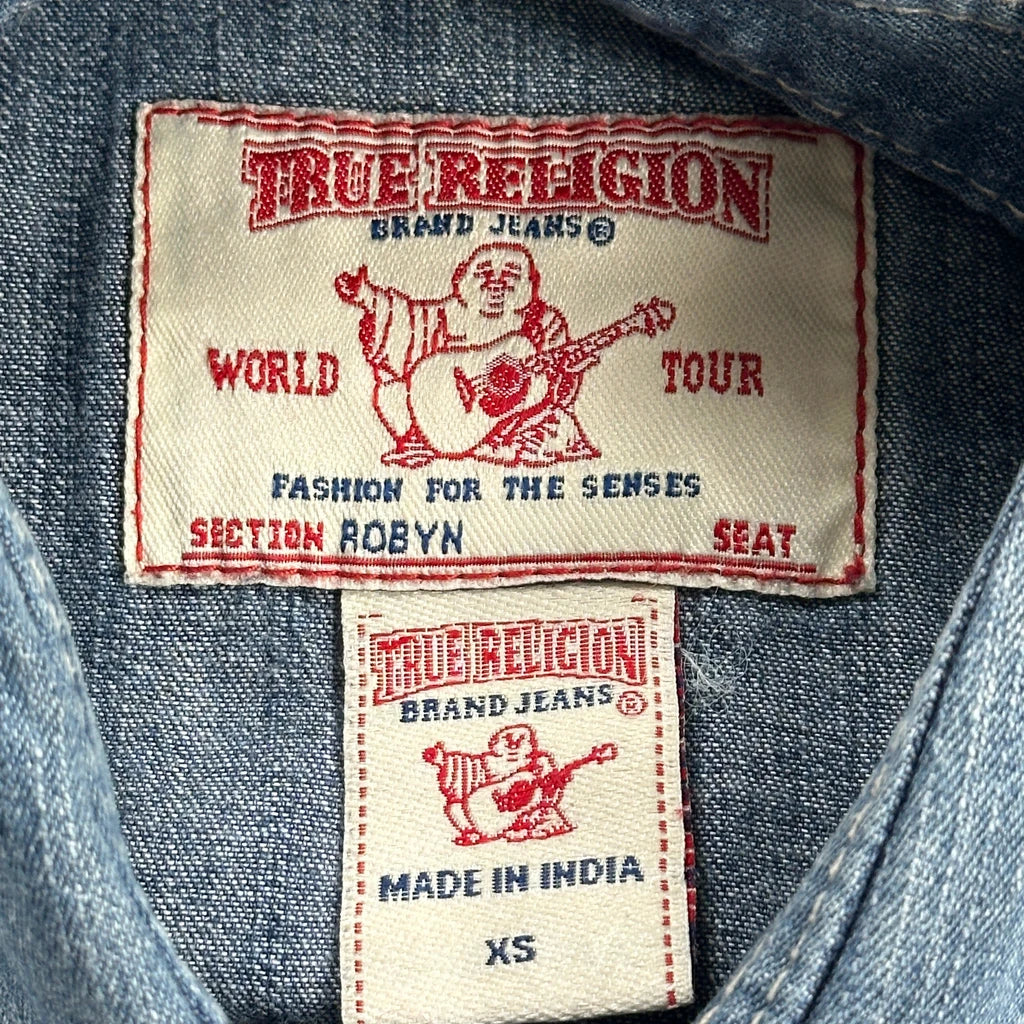 TRUE RELIGION
BRAND JEANS®
WORLD TOUR
FASHION FOR THE SENSES
SECTION ROBYN SEAT
TRUE RELIGION
BRAND JEANS®
MADE IN INDIA
XS